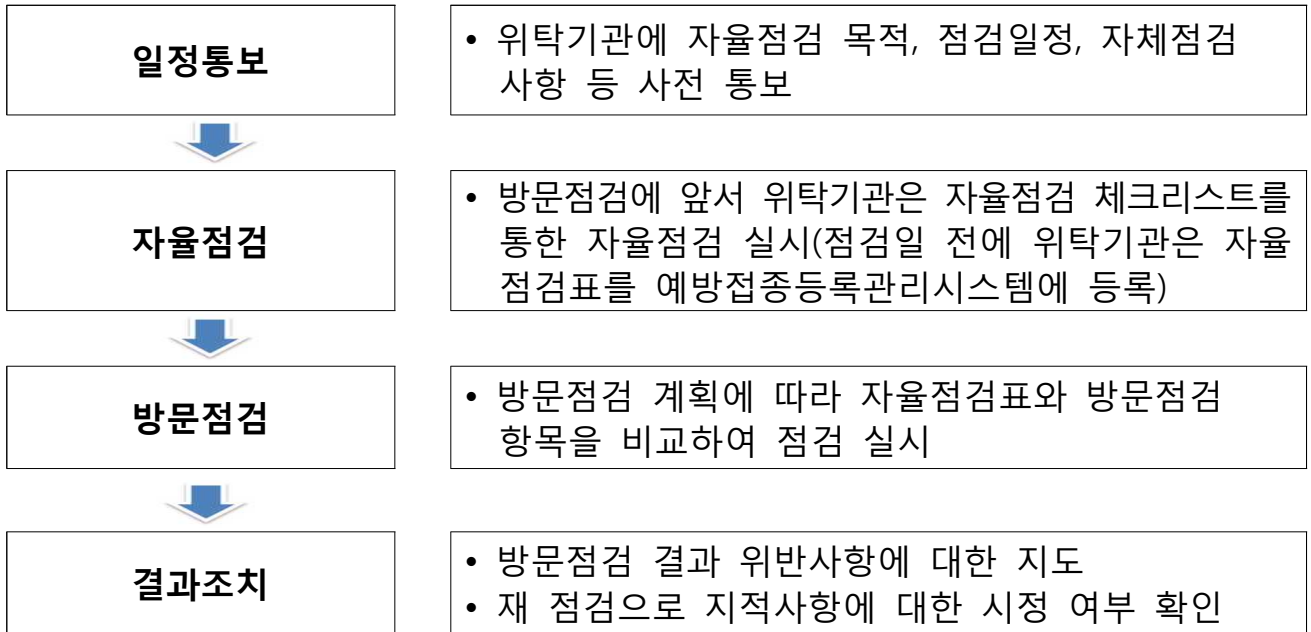 일정통보
• 위탁기관에 자율점검 목적, 점검일정, 자체점검
사항 등 사전 통보
자율점검
• 방문점검에 앞서 위탁기관은 자율점검 체크리스트를
통한 자율점검 실시(점검일 전에 위탁기관은 자율
점검표를 예방접종등록관리시스템에 등록)
방문점검
• 방문점검 계획에 따라 자율점검표와 방문점검
항목을 비교하여 점검 실시
결과조치
• 방문점검 결과 위반사항에 대한 지도
• 재 점검으로 지적사항에 대한 시정 여부 확인